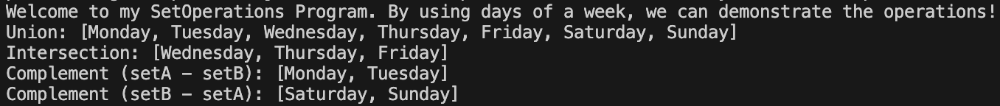 Welcome to my SetOperations Program. By using days of a week, we can demonstrate the operations!
Union: [Monday, Tuesday, Wednesday, Thursday, Friday, Saturday, Sunday]
Intersection: [Wednesday, Thursday, Friday]
Complement (setA - setB): [Monday, Tuesday]
Complement (setB - setA): [Saturday, Sunday]